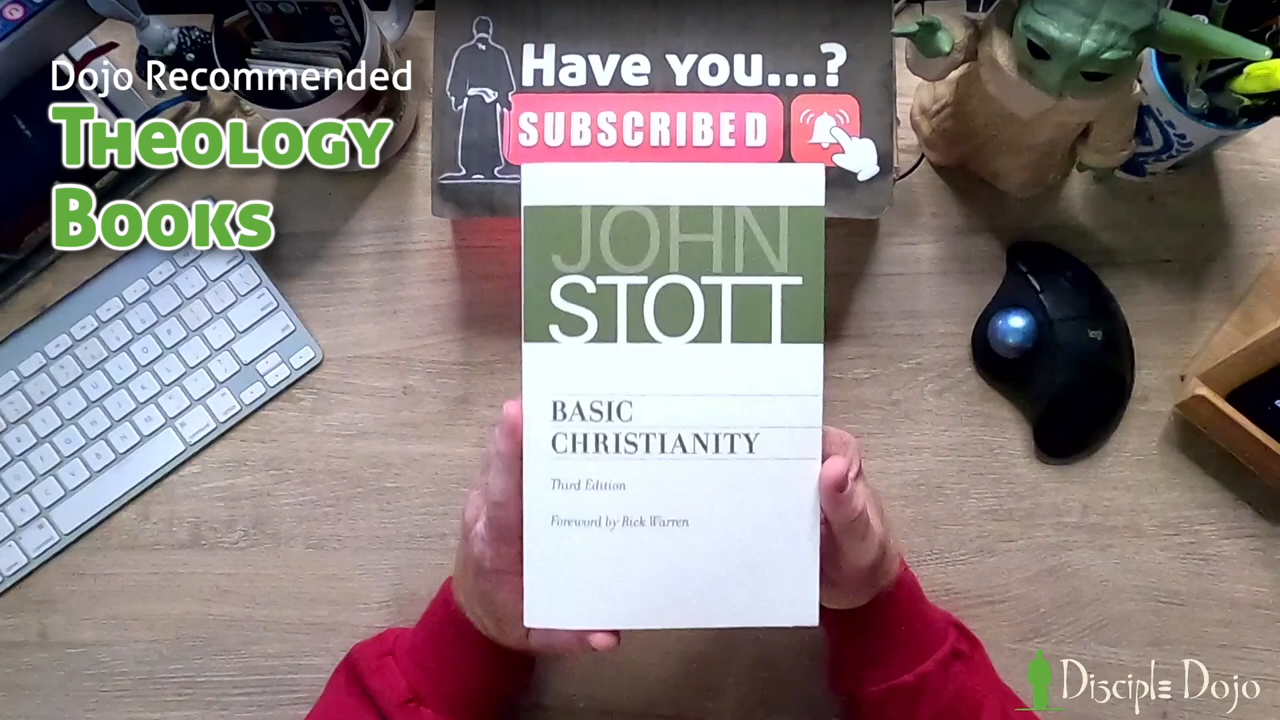 Dojo Recommended
Theology
Books
Have you...?
SUBSCRIBED
JOHN
STOTT
BASIC
CHRISTIANITY
Third Edition
Foreword by Rick Warren
Disciple Dojo